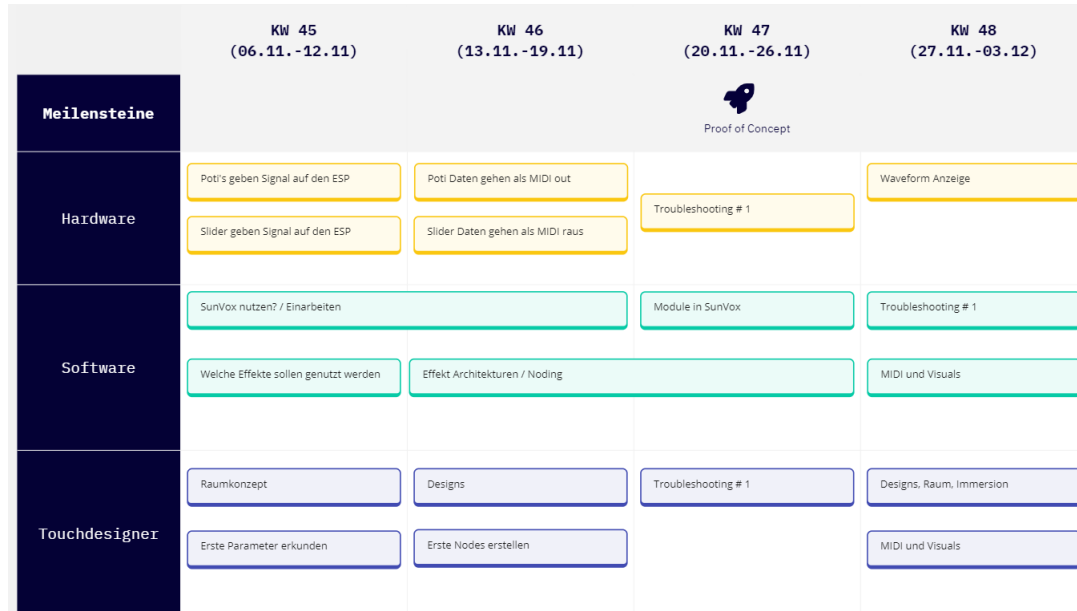 KW 45
(06.11.-12.11)
KW 46
(13.11.-19.11)
KW 47
(20.11.-26.11)
KW 48
(27.11.-03.12)
Meilensteine
Proof of Concept
Hardware
Poti's geben Signal auf den ESP
Poti Daten gehen als MIDI out
Troubleshooting # 1
Waveform Anzeige
Slider geben Signal auf den ESP
Slider Daten gehen als MIDI raus
Software
SunVox nutzen? / Einarbeiten
Module in SunVox
Troubleshooting # 1
Welche Effekte sollen genutzt werden
Effekt Architekturen / Noding
MIDI und Visuals
Touchdesigner
Raumkonzept
Designs
Troubleshooting # 1
Designs, Raum, Immersion
Erste Parameter erkunden
Erste Nodes erstellen
MIDI und Visuals